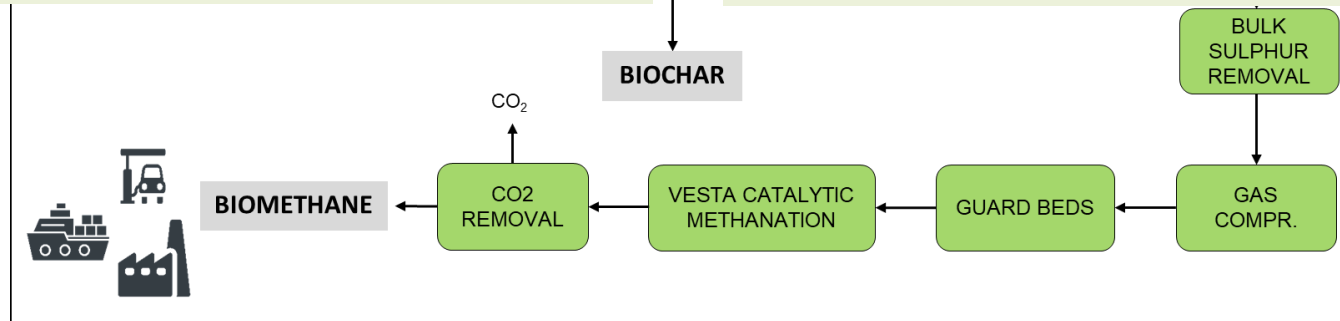 BULK
SULPHUR
REMOVAL
BIOCHAR
CO₂
BIOMETHANE
CO2
REMOVAL
VESTA CATALYTIC
METHANATION
GUARD BEDS
GAS
COMPR.